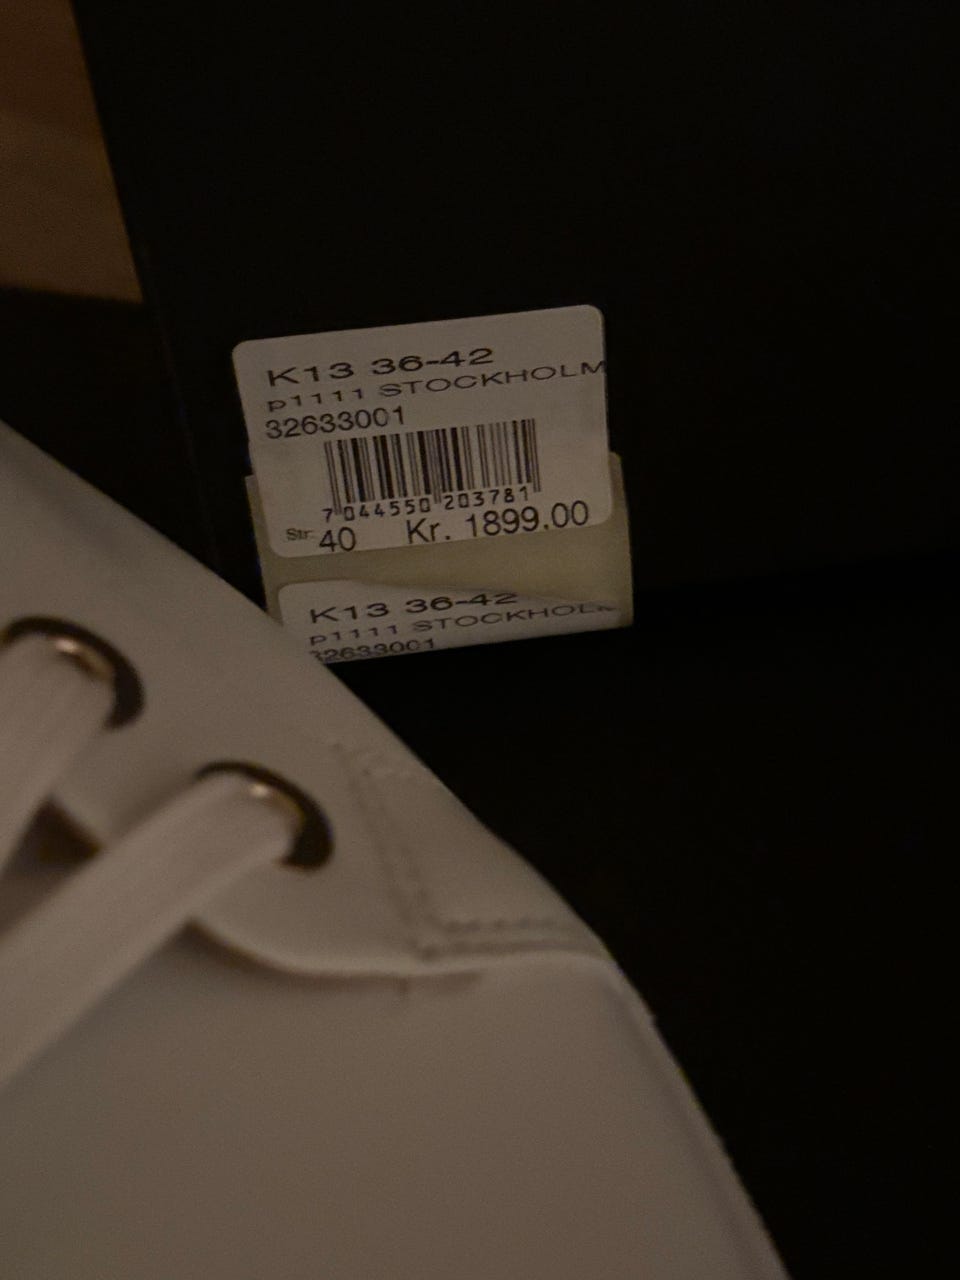 K13 36-42
p1111 STOCKHOLM
32633001
7 044550 203781
Str: 40 Kr. 1899.00
K13 36-42
p1111 STOCKHOLM
32633001